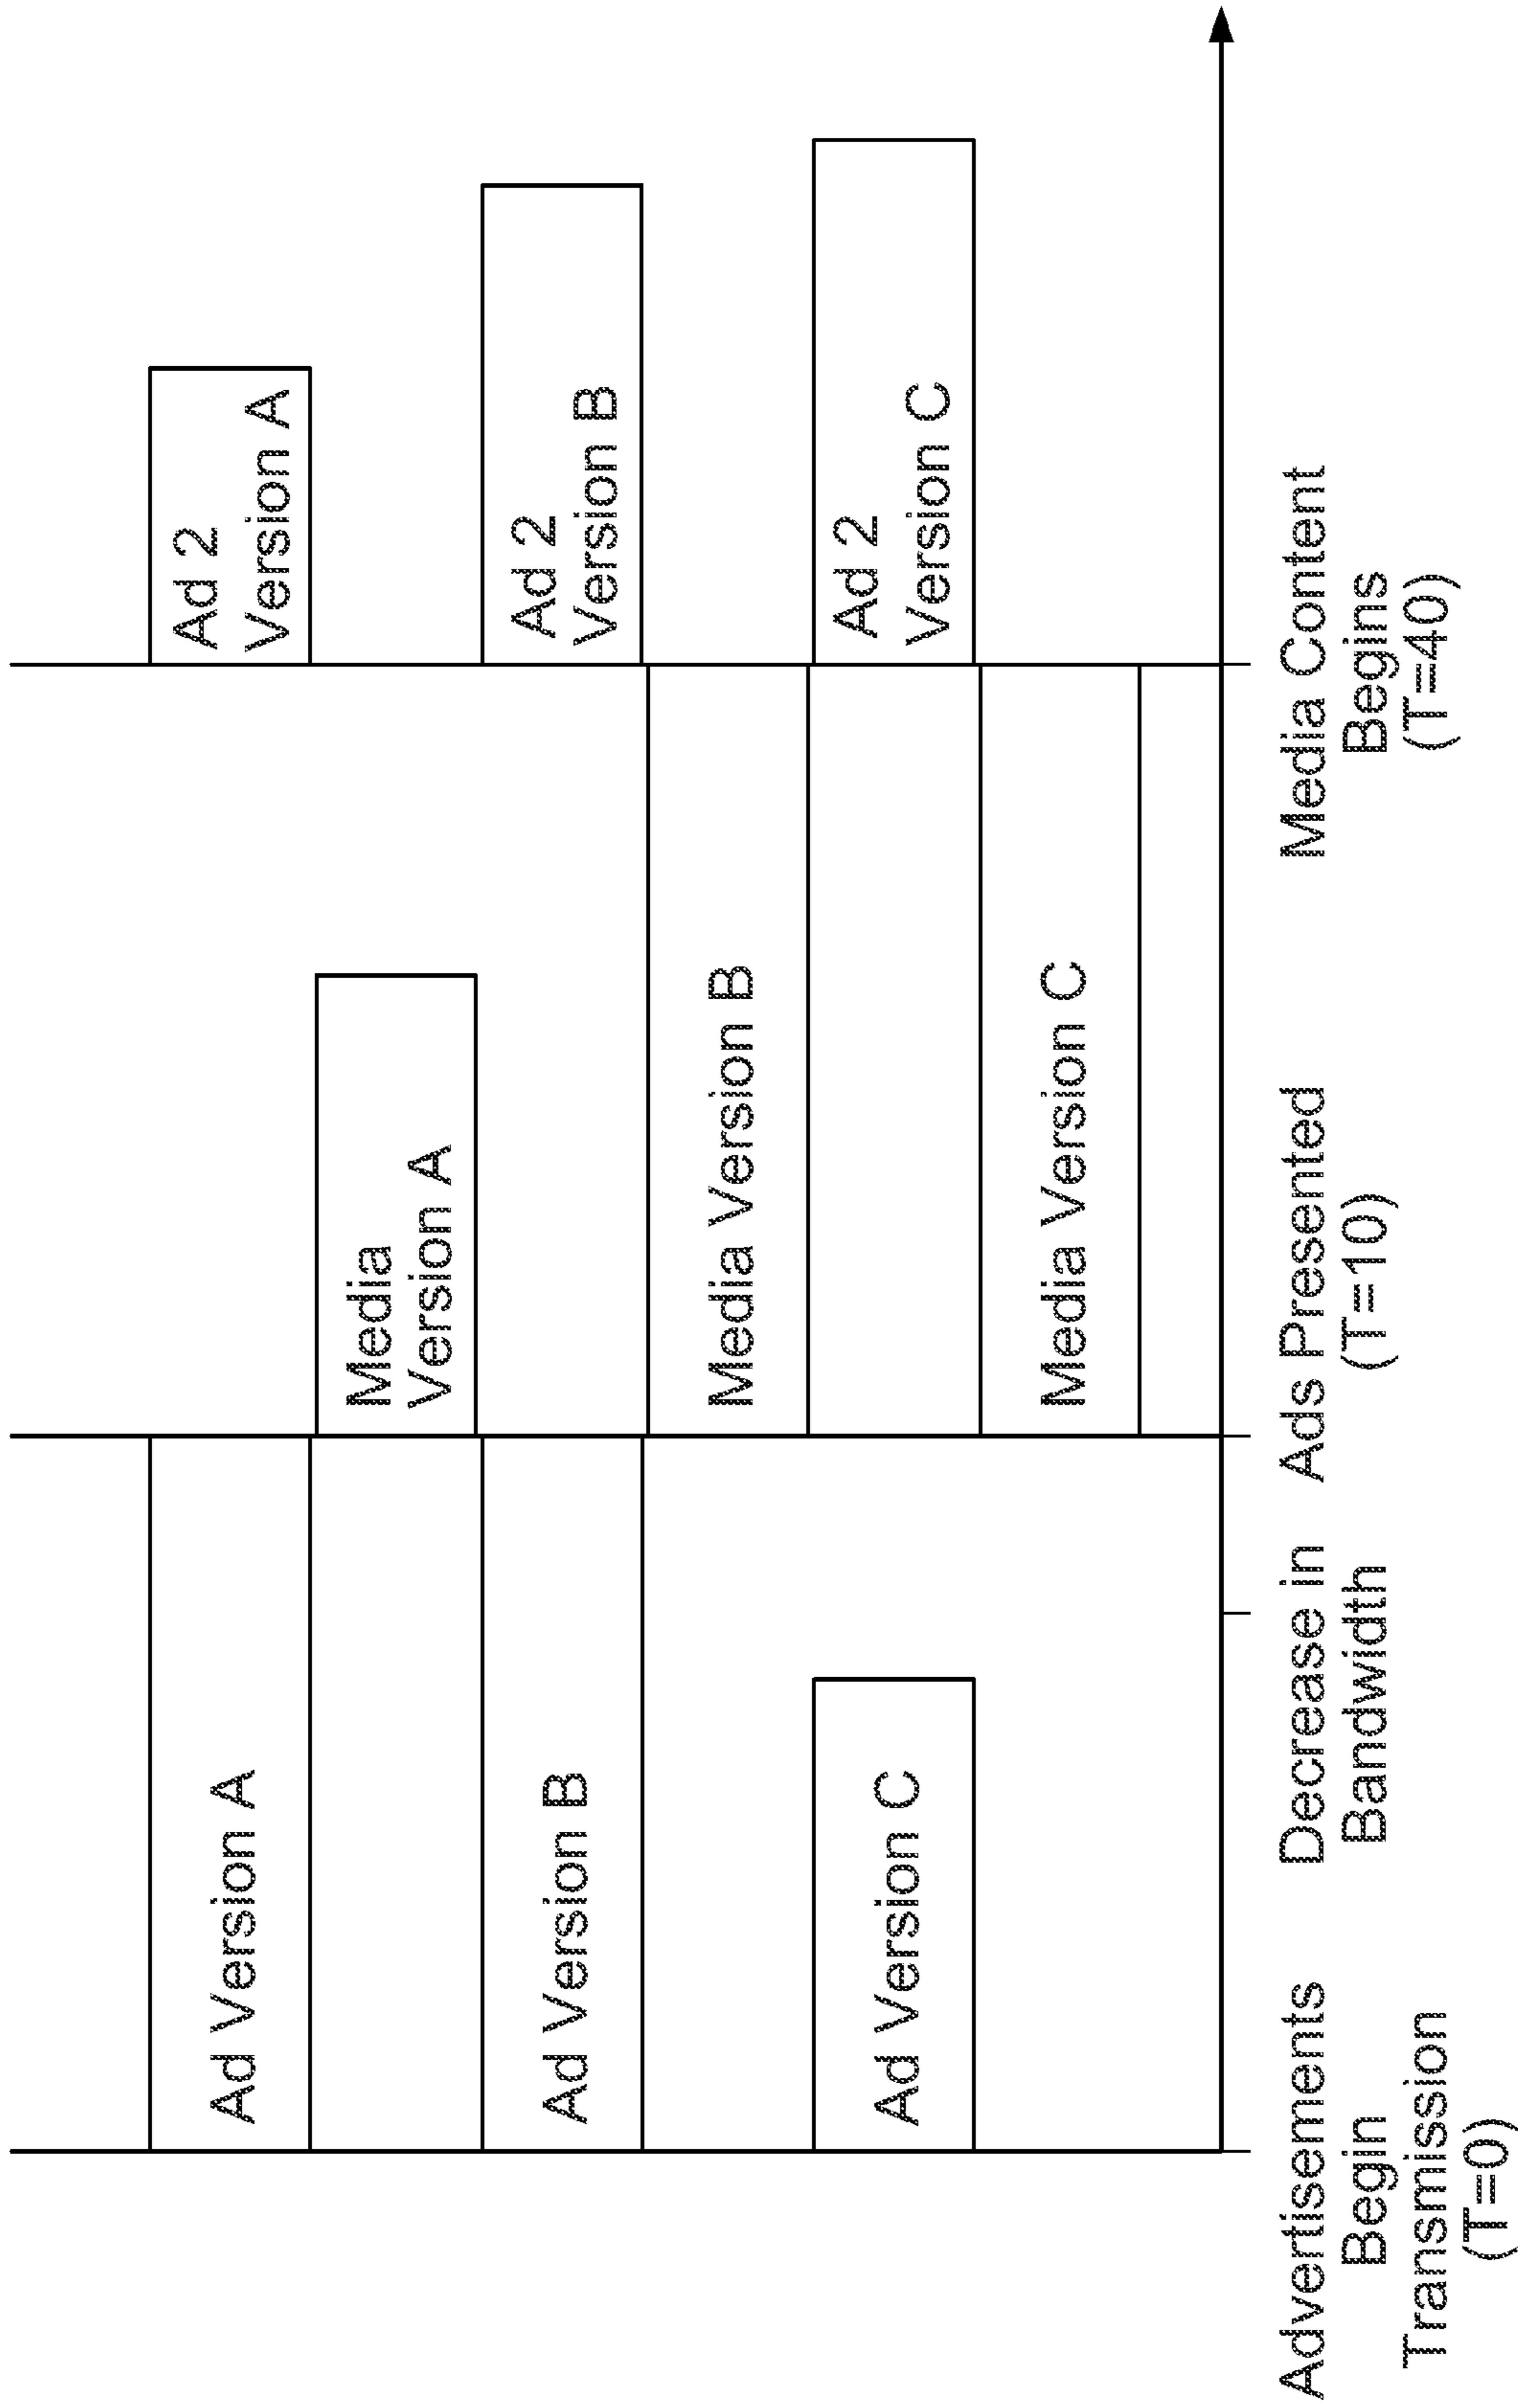 Ad Version A
Ad Version B
Ad Version C
Media
Version A
Media Version B
Media Version C
Ad 2
Version A
Ad 2
Version B
Ad 2
Version C
Advertisements
Begin
Transmission
(T=0)
Decrease in
Bandwidth
Ads Presented
(T=10)
Media Content
Begins
(T=40)